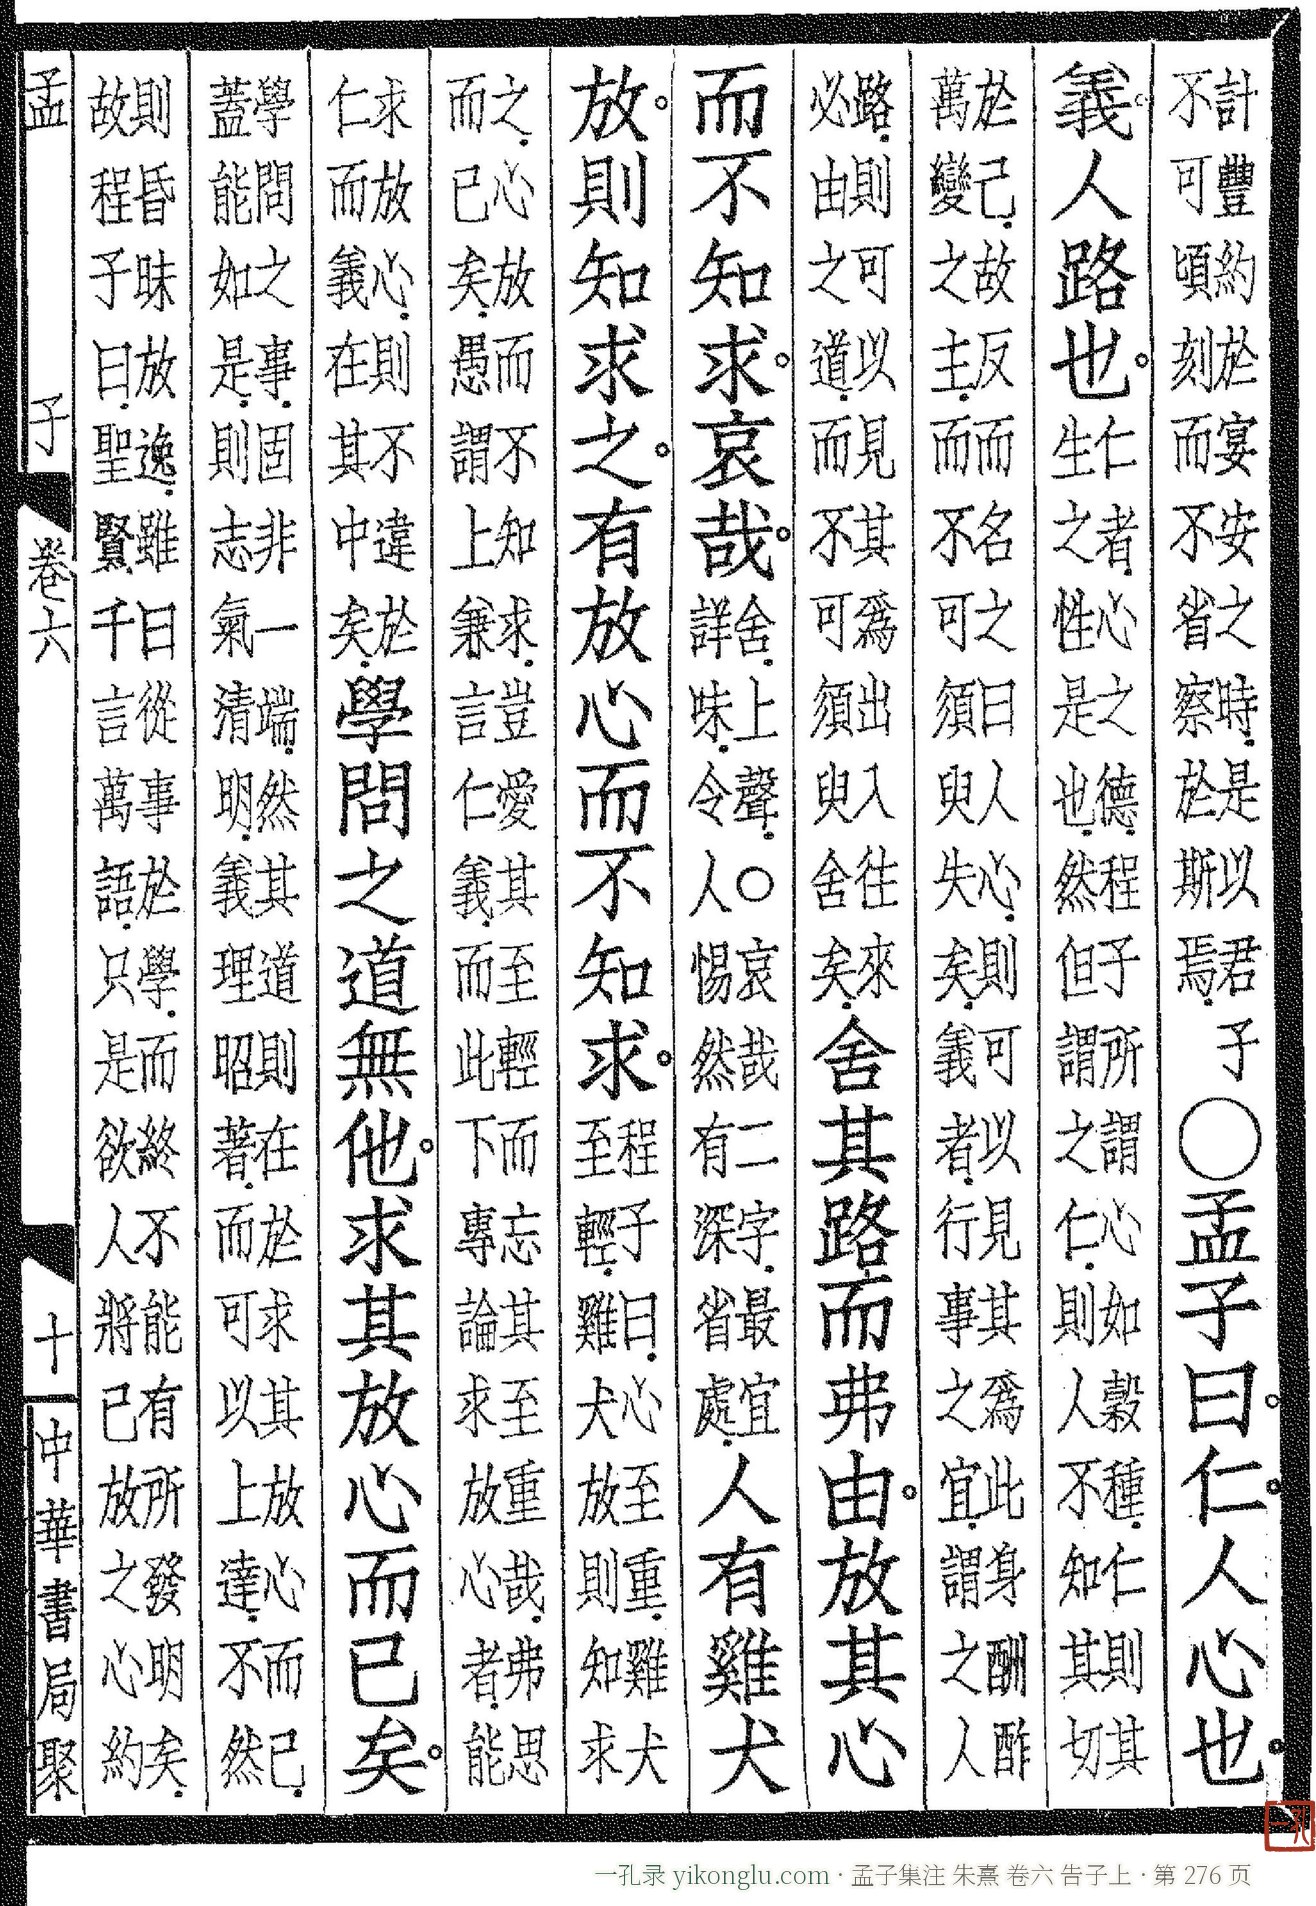 計豐約於宴安之時是以君子不可頃刻而不省察於斯焉○孟子曰仁人心也
義人路也仁者心之德程子所謂心如穀種仁則其生之性是也然但謂之仁則人不知其切
於己故反而名之曰人心則可以見其爲此身酬酢萬變之主而不可須臾失矣義者行事之宜謂之人
路則可以見其爲出入往來必由之道而不可須臾舍矣舍其路而弗由放其心
而不知求哀哉舍上聲○哀哉二字最宜詳味令人惕然有深省處人有雞犬
放則知求之有放心而不知求程子曰心至重雞犬至輕雞犬放則知求
之心放而不知求豈愛其至輕而忘其至重哉弗思而已矣愚謂上兼言仁義而此下專論求放心者能
求放心則不違於仁而義在其中矣學問之道無他求其放心而已矣
學問之事固非一端然其道則在於求其放心而已蓋能如是則志氣清明義理昭著而可以上達不然
則昏昧放逸雖曰從事於學而終不能有所發明矣故程子曰聖賢千言萬語只是欲人將已放之心約
孟子 卷六 十 中華書局聚
一孔录 yikonglu.com · 孟子集注 朱熹 卷六 告子上 · 第 276 页